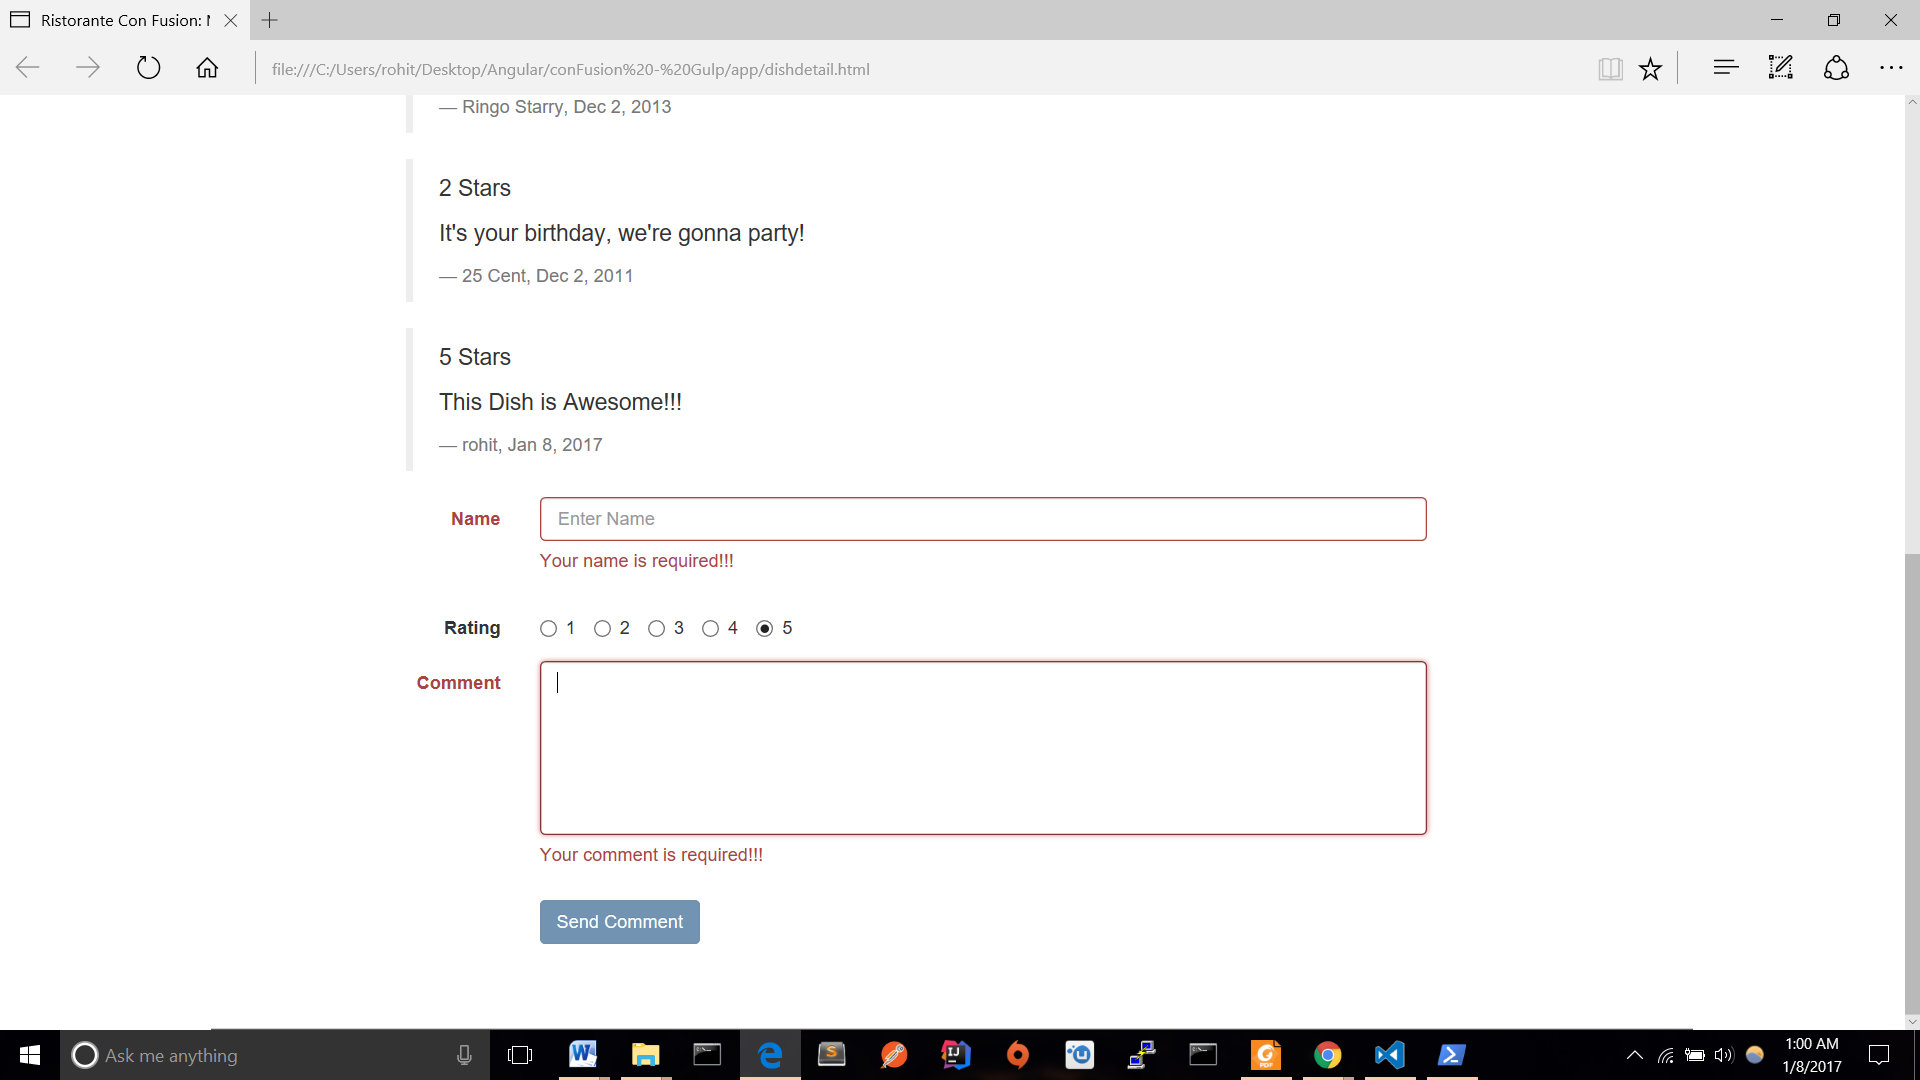 Ristorante Con Fusion:
file:///C:/Users/rohit/Desktop/Angular/conFusion%20-%20Gulp/app/dishdetail.html
— Ringo Starry, Dec 2, 2013
2 Stars
It's your birthday, we're gonna party!
— 25 Cent, Dec 2, 2011
5 Stars
This Dish is Awesome!!!
— rohit, Jan 8, 2017
Name
Enter Name
Your name is required!!!
Rating 1 2 3 4 5
Comment
Your comment is required!!!
Send Comment
Ask me anything
1:00 AM
1/8/2017